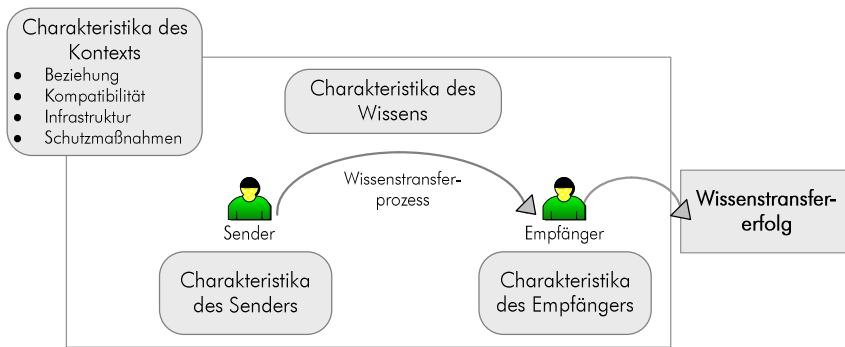 Charakteristika des
Kontexts
● Beziehung
● Kompatibilität
● Infrastruktur
● Schutzmaßnahmen
Charakteristika des
Wissens
Wissenstransfer-
prozess
Sender
Empfänger
Wissenstransfer-
erfolg
Charakteristika
des Senders
Charakteristika
des Empfängers